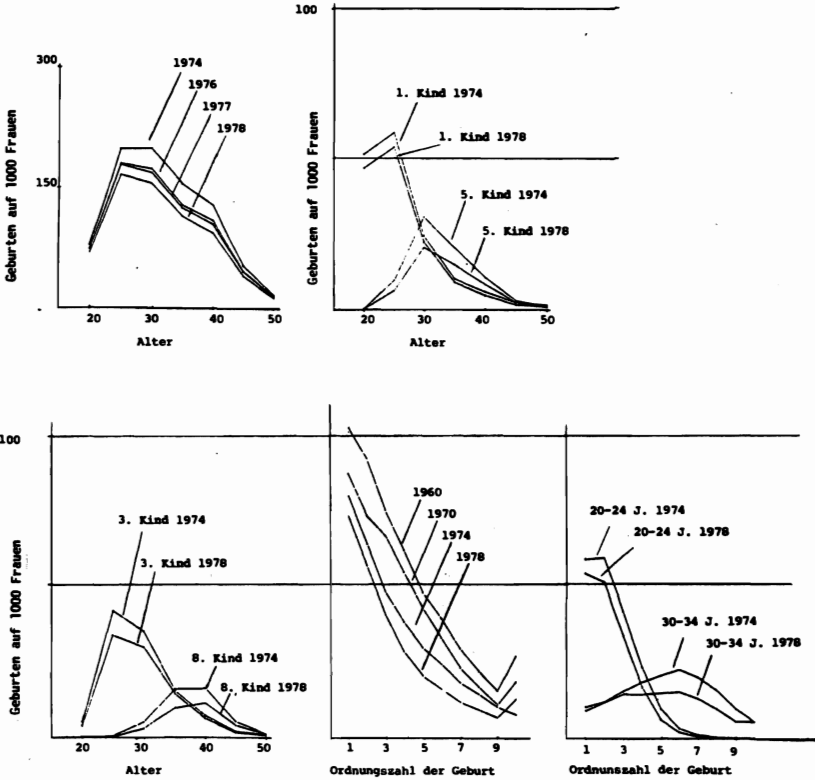 300
1974
1976
1977
1978
150
-
Geburten auf 1000 Frauen
20 30 40 50
Alter
100
1. Kind 1974
1. Kind 1978
5. Kind 1974
5. Kind 1978
Geburten auf 1000 Frauen
20 30 40 50
Alter
100
3. Kind 1974
3. Kind 1978
8. Kind 1974
8. Kind 1978
Geburten auf 1000 Frauen
20 30 40 50
Alter
1960
1970
1974
1978
1 3 5 7 9
Ordnungszahl der Geburt
20-24 J. 1974
20-24 J. 1978
30-34 J. 1974
30-34 J. 1978
1 3 5 7 9
Ordnunszahl der Geburt